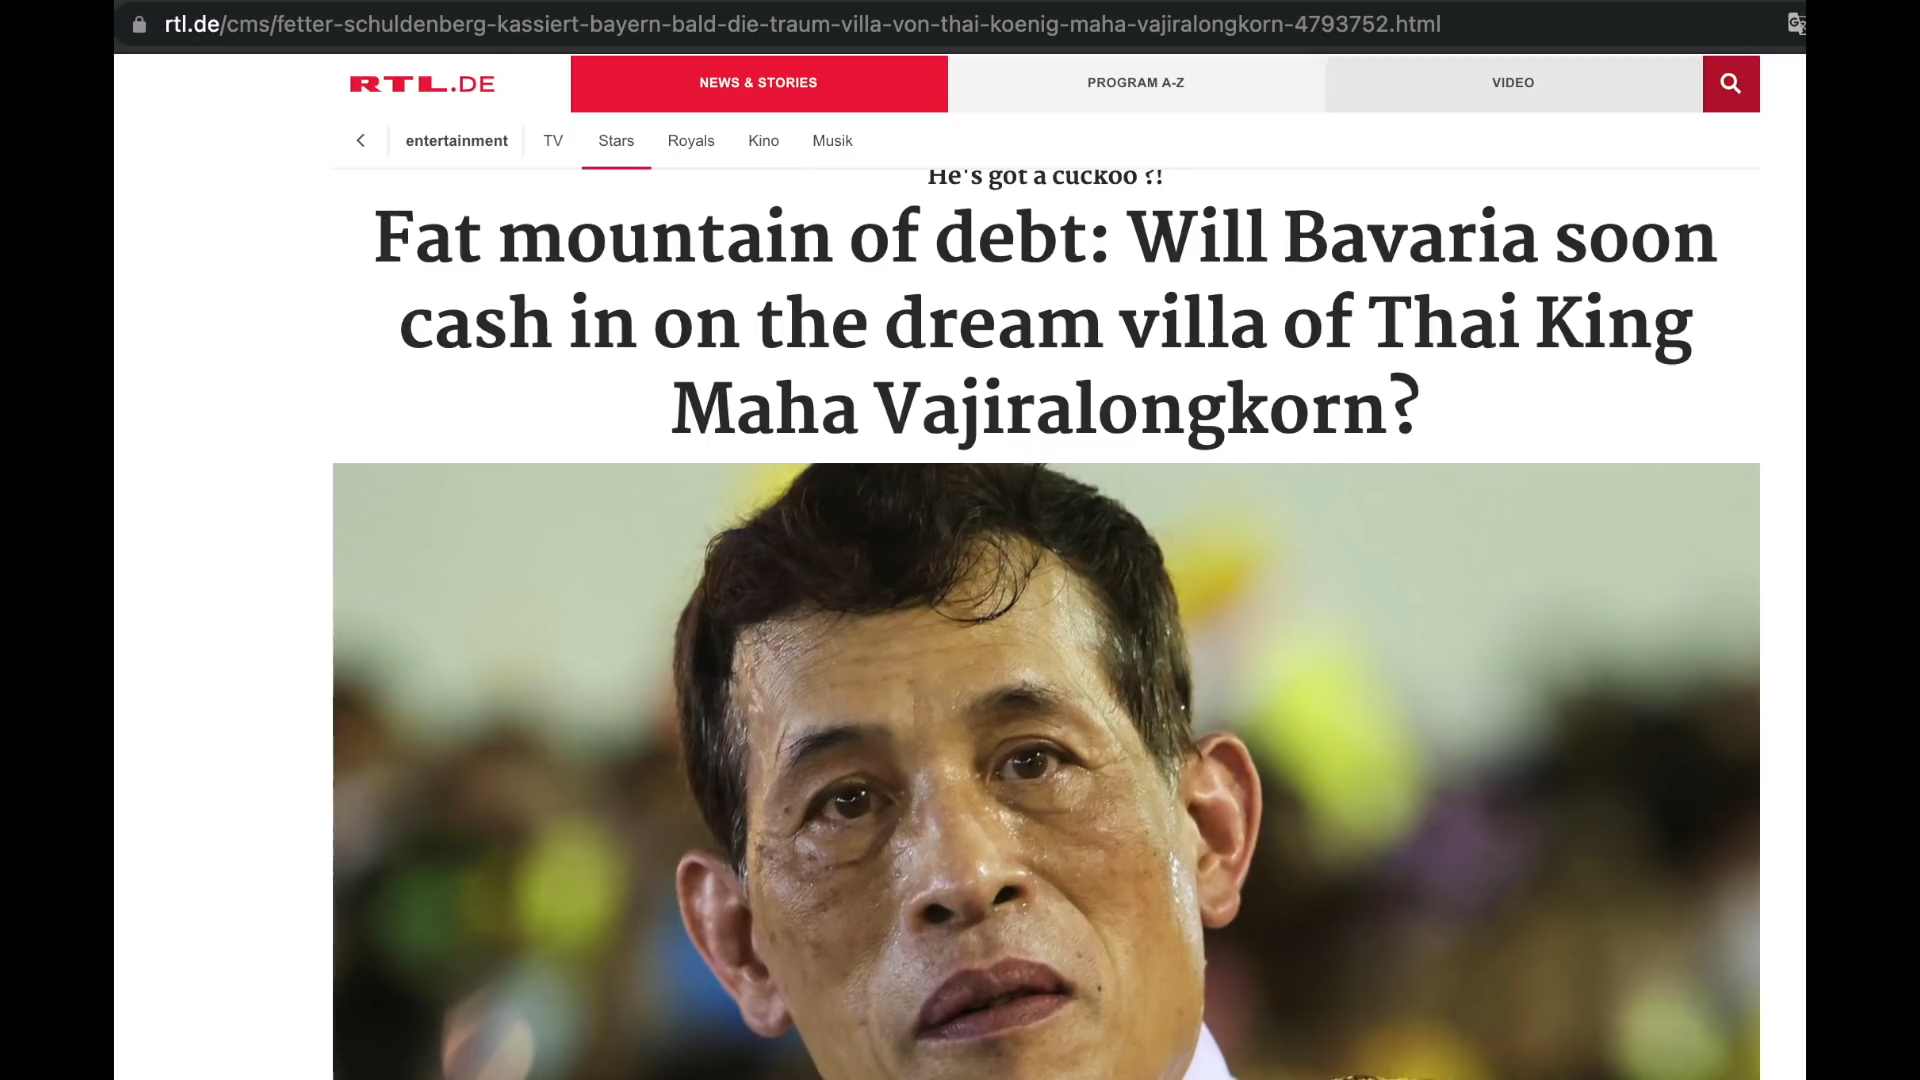 rtl.de/cms/fetter-schuldenberg-kassiert-bayern-bald-die-traum-villa-von-thai-koenig-maha-vajiralongkorn-4793752.html
RTL.DE
NEWS & STORIES
PROGRAM A-Z
VIDEO
entertainment
TV
Stars
Royals
Kino
Musik
He's got a cuckoo ?!
Fat mountain of debt: Will Bavaria soon
cash in on the dream villa of Thai King
Maha Vajiralongkorn?